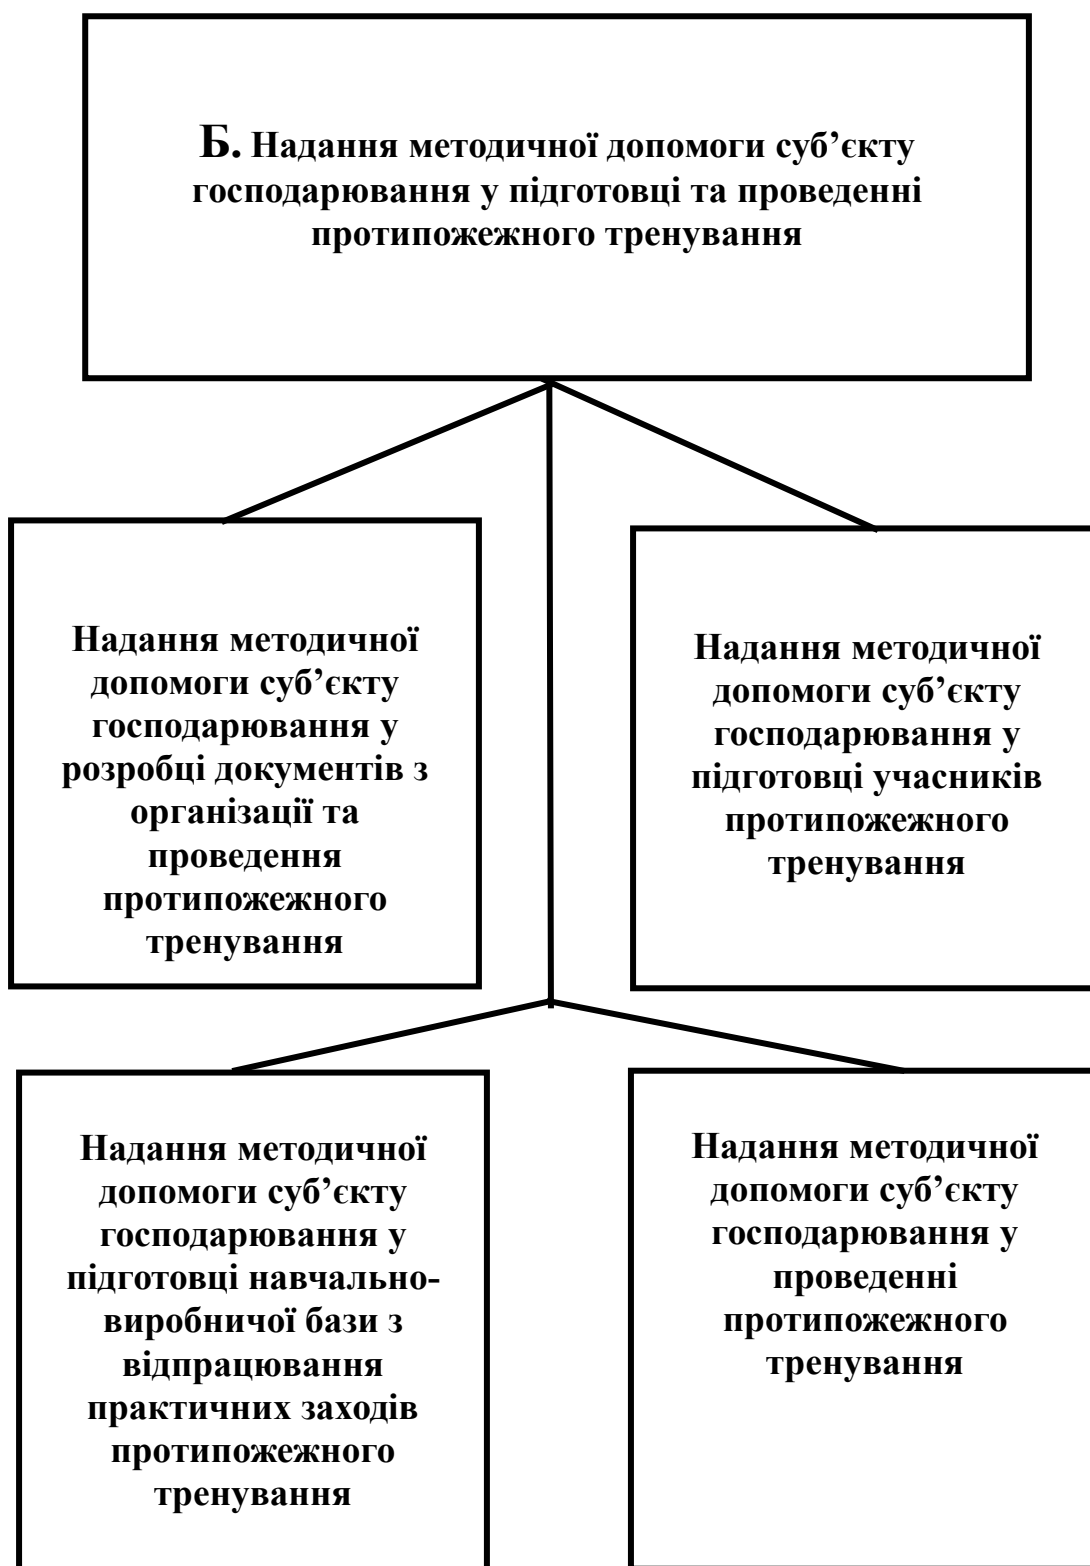 Б. Надання методичної допомоги суб’єкту
господарювання у підготовці та проведенні
протипожежного тренування
Надання методичної
допомоги суб’єкту
господарювання у
розробці документів з
організації та
проведення
протипожежного
тренування
Надання методичної
допомоги суб’єкту
господарювання у
підготовці учасників
протипожежного
тренування
Надання методичної
допомоги суб’єкту
господарювання у
підготовці навчально-
виробничої бази з
відпрацювання
практичних заходів
протипожежного
тренування
Надання методичної
допомоги суб’єкту
господарювання у
проведенні
протипожежного
тренування